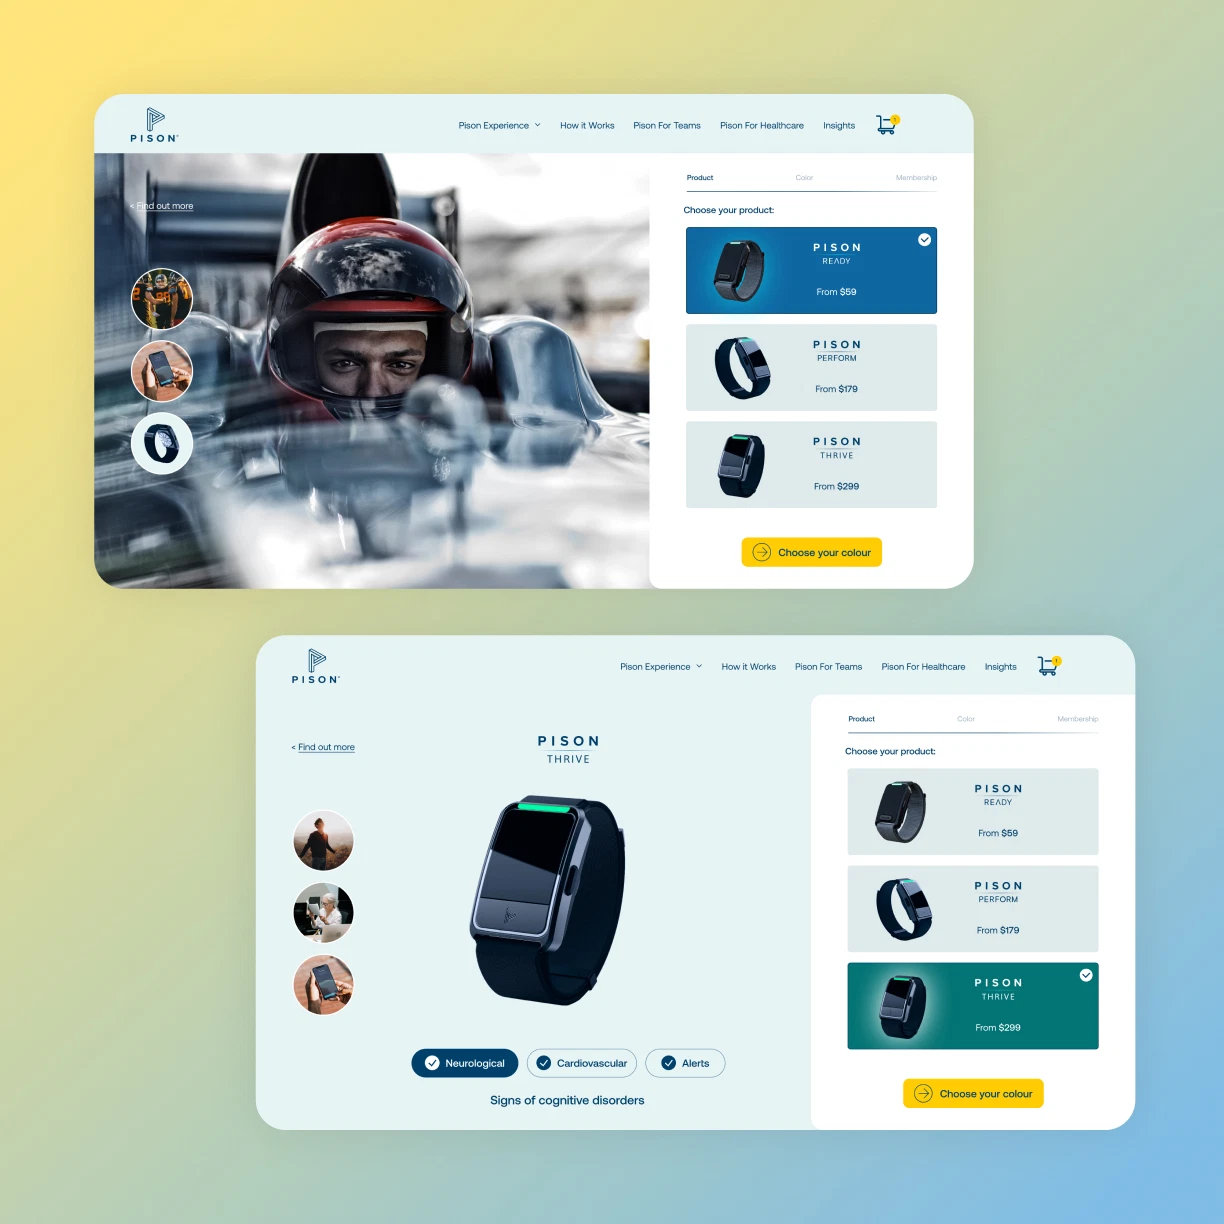 PISON
Pison Experience
How it Works
Pison For Teams
Pison For Healthcare
Insights
1
< Find out more
Product
Color
Membership
Choose your product:
PISON
READY
From $59
PISON
PERFORM
From $179
PISON
THRIVE
From $299
Choose your colour
PISON
Pison Experience
How it Works
Pison For Teams
Pison For Healthcare
Insights
1
< Find out more
PISON
THRIVE
Neurological
Cardiovascular
Alerts
Signs of cognitive disorders
Product
Color
Membership
Choose your product:
PISON
READY
From $59
PISON
PERFORM
From $179
PISON
THRIVE
From $299
Choose your colour